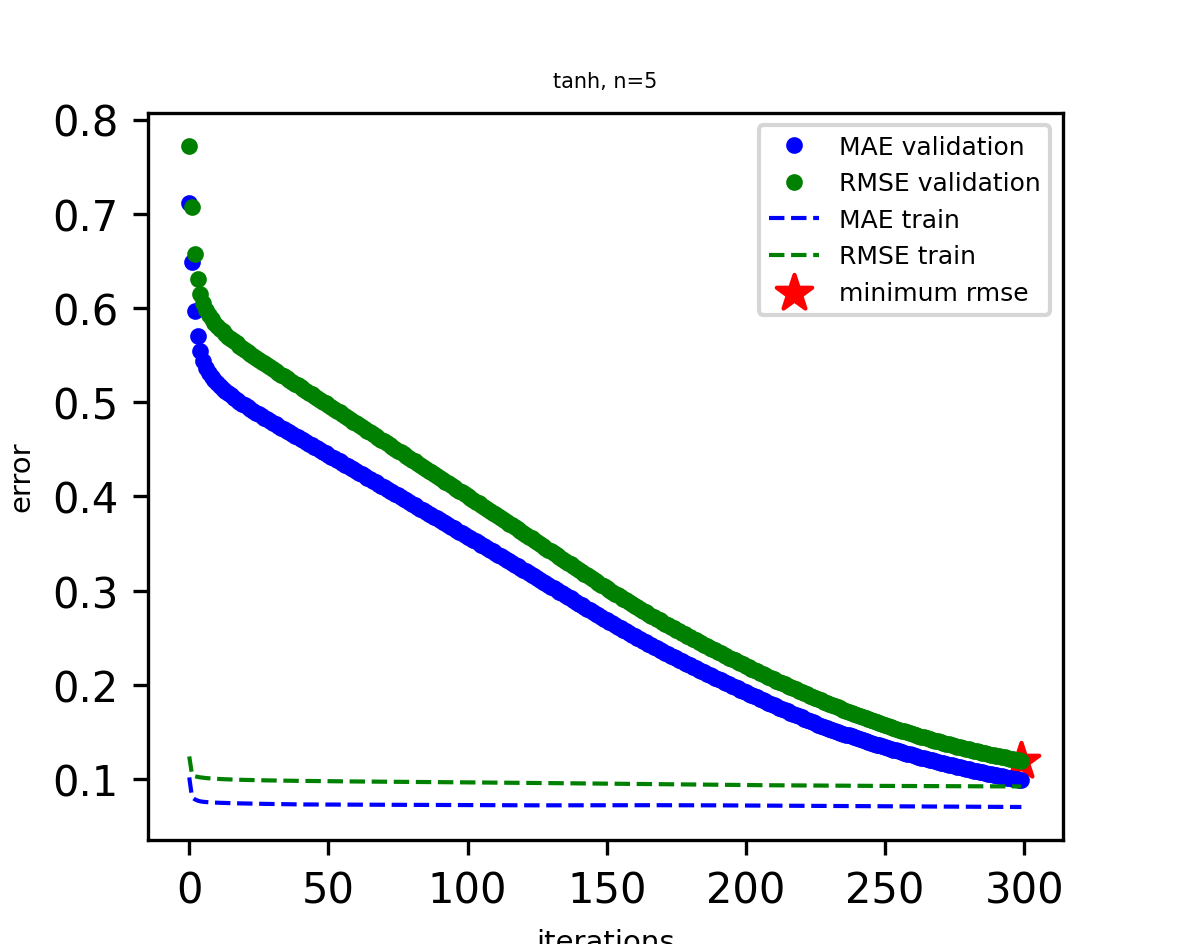 tanh, n=5
0.8
0.7
0.6
0.5
0.4
0.3
0.2
0.1
error
MAE validation
RMSE validation
MAE train
RMSE train
minimum rmse
0 50 100 150 200 250 300
iterations